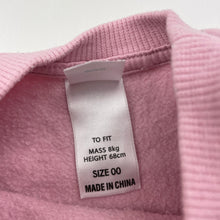 TO FIT
MASS 8kg
HEIGHT 68cm
SIZE 00
MADE IN CHINA